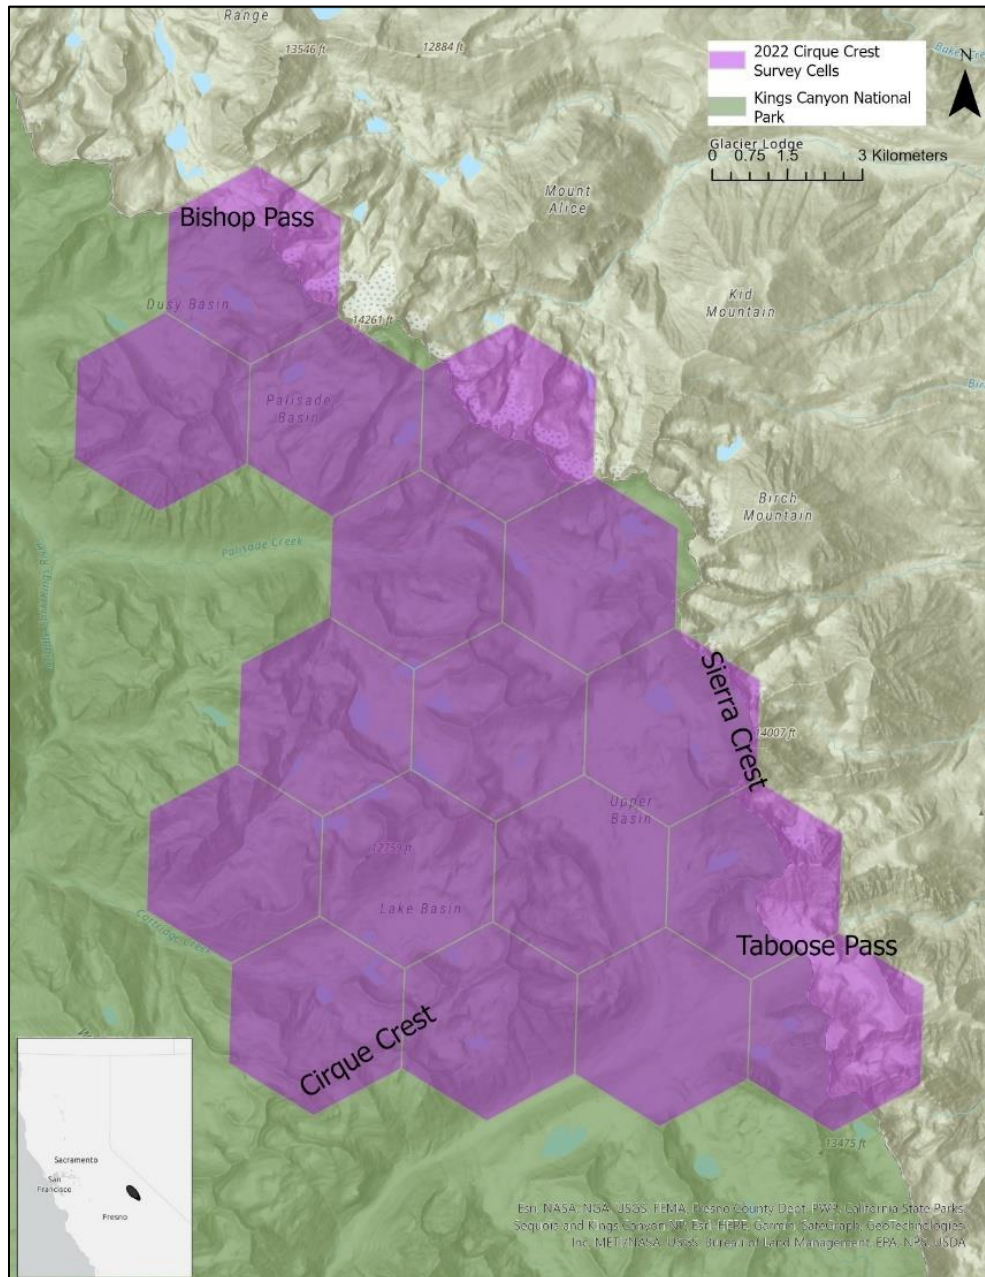 Range
13546 ft
12884 ft
2022 Cirque Crest
Survey Cells
Kings Canyon National
Park
N
Glacier Lodge
0 0.75 1.5 3 Kilometers
Mount
Alice
Bishop Pass
Dusy Basin
Kid
Mountain
14261 ft
Palisade
Basin
Birch
Mountain
Palisade Creek
Sierra Crest
14007 ft
Upper
Basin
12759 ft
Lake Basin
Cartridge Creek
Taboose Pass
Cirque Crest
13475 ft
Sacramento
San
Francisco
Fresno
Esri, NASA, NGA, USGS, FEMA, Fresno County Dept. PWP, California State Parks,
Sequoia and Kings Canyon NP, Esri, HERE, Garmin, SafeGraph, GeoTechnologies,
Inc, METI/NASA, USGS, Bureau of Land Management, EPA, NPS, USDA